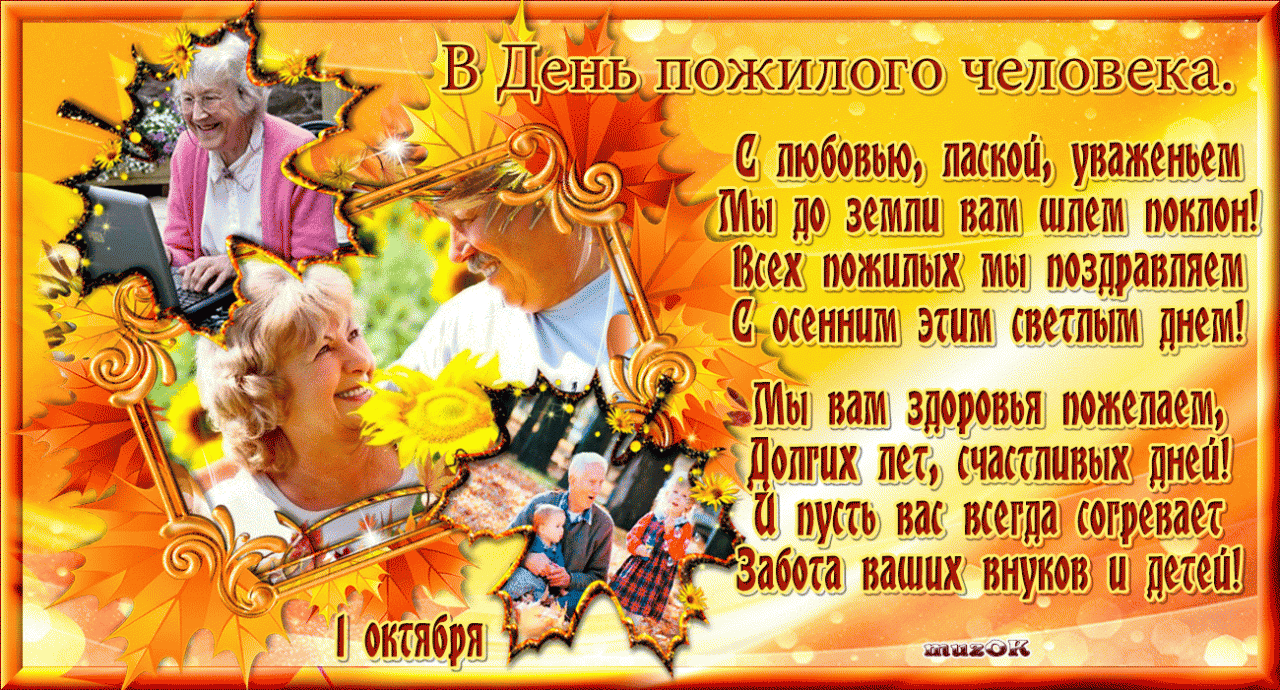 В День пожилого человека.
С любовью, лаской, уваженьем
Мы до земли вам шлем поклон!
Всех пожилых мы поздравляем
С осенним этим светлым днем!
Мы вам здоровья пожелаем,
Долгих лет, счастливых дней!
И пусть вас всегда согревает
Забота ваших внуков и детей!
1 октября
muzOK